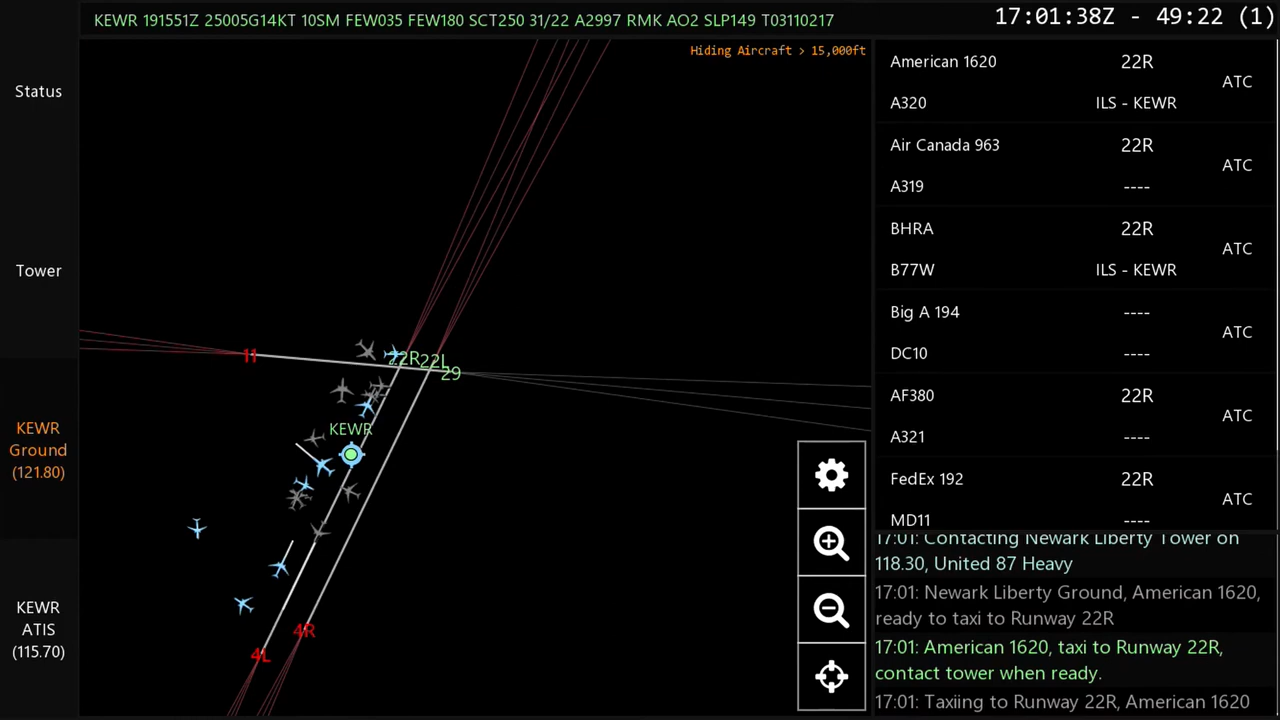 KEWR 191551Z 25005G14KT 10SM FEW035 FEW180 SCT250 31/22 A2997 RMK AO2 SLP149 T03110217
17:01:38Z - 49:22 (1)
Hiding Aircraft > 15,000ft
Status
Tower
KEWR
Ground
(121.80)
KEWR
ATIS
(115.70)
11
22R
22L
29
KEWR
4R
4L
American 1620 22R
ATC
A320 ILS - KEWR
Air Canada 963 22R
ATC
A319 ----
BHRA 22R
ATC
B77W ILS - KEWR
Big A 194 ----
ATC
DC10 ----
AF380 22R
ATC
A321 ----
FedEx 192 22R
ATC
MD11 ----
17:01: Contacting Newark Liberty Tower on
118.30, United 87 Heavy
17:01: Newark Liberty Ground, American 1620,
ready to taxi to Runway 22R
17:01: American 1620, taxi to Runway 22R,
contact tower when ready.
17:01: Taxiing to Runway 22R, American 1620